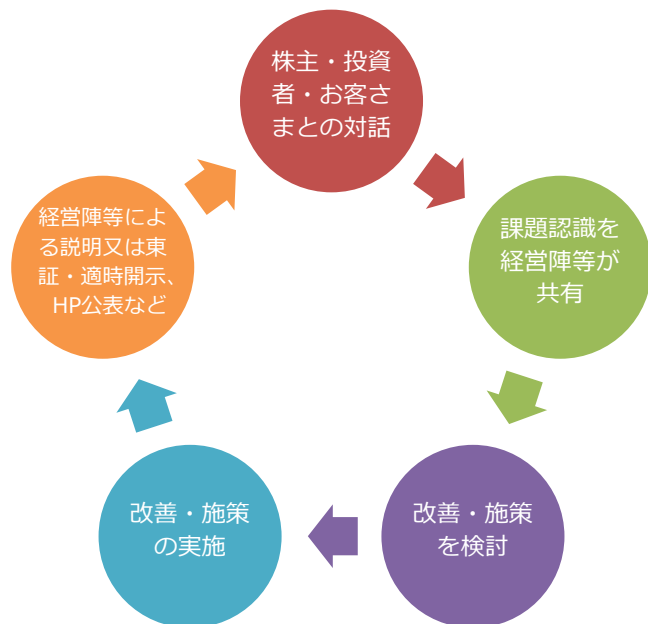 株主・投資
者・お客さ
まとの対話
課題認識を
経営陣等が
共有
改善・施策
を検討
改善・施策
の実施
経営陣等によ
る説明又は東
証・適時開示、
HP公表など